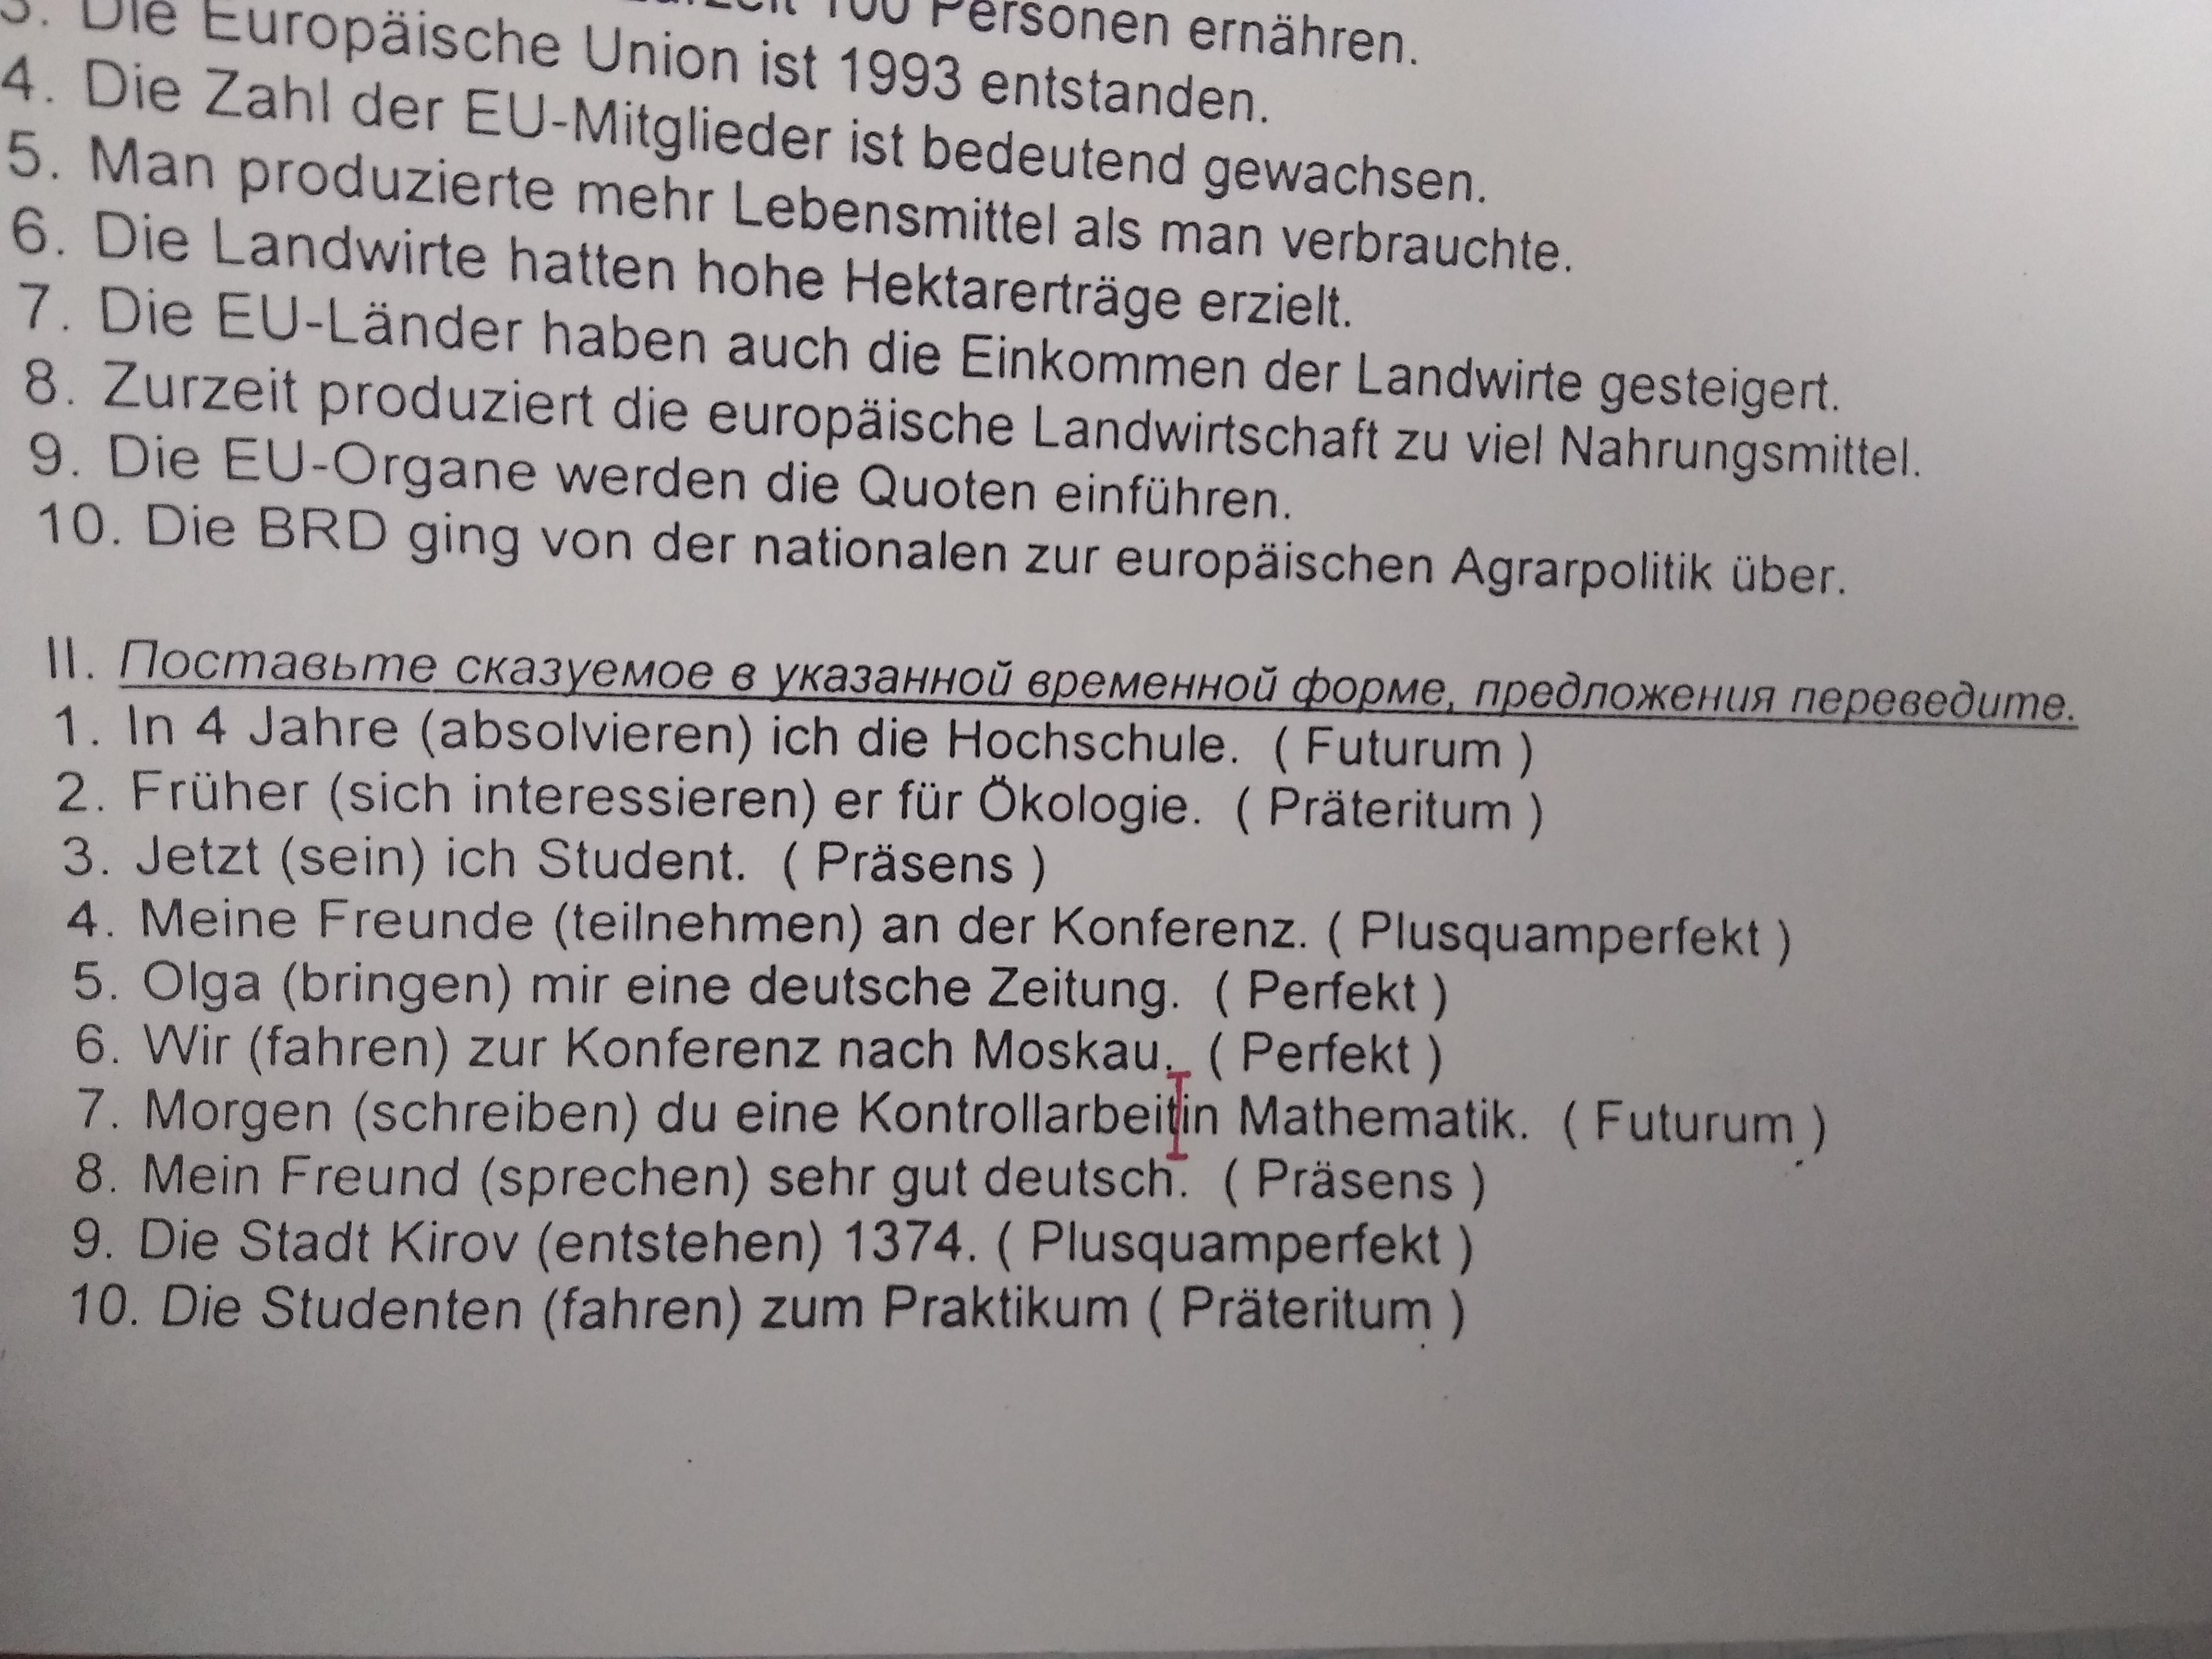 100 Personen ernähren.
3. Die Europäische Union ist 1993 entstanden.
4. Die Zahl der EU-Mitglieder ist bedeutend gewachsen.
5. Man produzierte mehr Lebensmittel als man verbrauchte.
6. Die Landwirte hatten hohe Hektarerträge erzielt.
7. Die EU-Länder haben auch die Einkommen der Landwirte gesteigert.
8. Zurzeit produziert die europäische Landwirtschaft zu viel Nahrungsmittel.
9. Die EU-Organe werden die Quoten einführen.
10. Die BRD ging von der nationalen zur europäischen Agrarpolitik über.
II. Поставьте сказуемое в указанной временной форме, предложения переведите.
1. In 4 Jahre (absolvieren) ich die Hochschule. ( Futurum )
2. Früher (sich interessieren) er für Ökologie. ( Präteritum )
3. Jetzt (sein) ich Student. ( Präsens )
4. Meine Freunde (teilnehmen) an der Konferenz. ( Plusquamperfekt )
5. Olga (bringen) mir eine deutsche Zeitung. ( Perfekt )
6. Wir (fahren) zur Konferenz nach Moskau. ( Perfekt )
7. Morgen (schreiben) du eine Kontrollarbeitin Mathematik. ( Futurum )
8. Mein Freund (sprechen) sehr gut deutsch. ( Präsens )
9. Die Stadt Kirov (entstehen) 1374. ( Plusquamperfekt )
10. Die Studenten (fahren) zum Praktikum ( Präteritum )